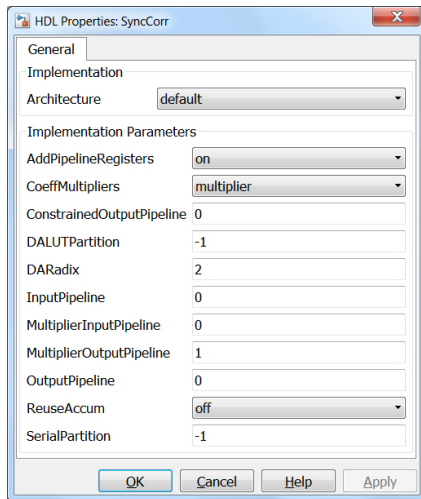 HDL Properties: SyncCorr
General
Implementation
Architecture default
Implementation Parameters
AddPipelineRegisters on
CoeffMultipliers multiplier
ConstrainedOutputPipeline 0
DALUTPartition -1
DARadix 2
InputPipeline 0
MultiplierInputPipeline 0
MultiplierOutputPipeline 1
OutputPipeline 0
ReuseAccum off
SerialPartition -1
OK Cancel Help Apply